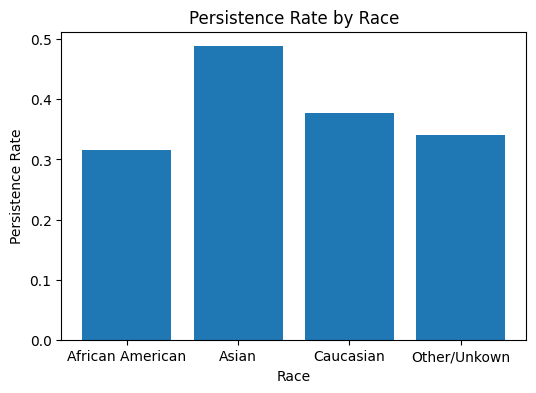 Persistence Rate by Race
Persistence Rate
0.5
0.4
0.3
0.2
0.1
0.0
African American
Asian
Caucasian
Other/Unkown
Race